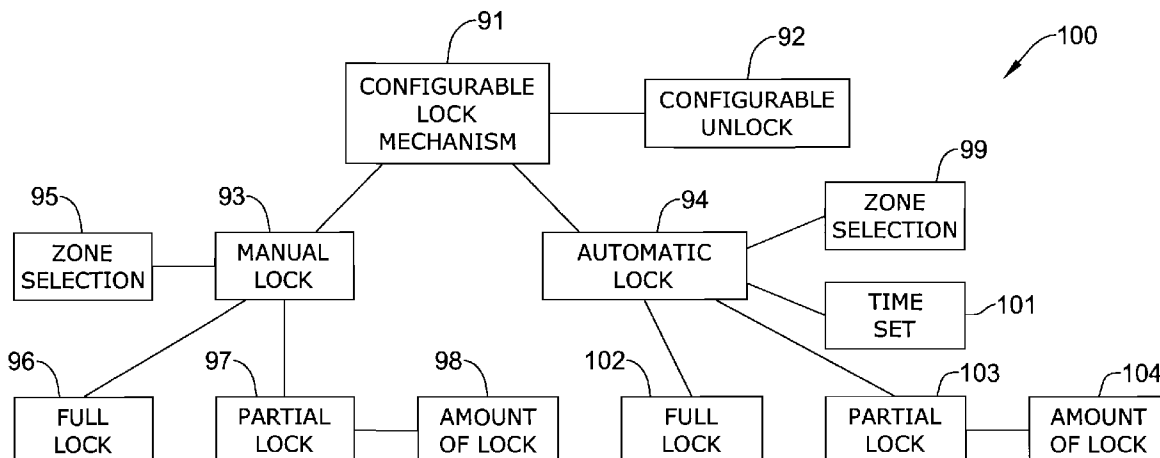 91
92
100
CONFIGURABLE
LOCK
MECHANISM
CONFIGURABLE
UNLOCK
95
93
94
99
ZONE
SELECTION
MANUAL
LOCK
AUTOMATIC
LOCK
ZONE
SELECTION
TIME
SET
101
96
97
98
102
103
104
FULL
LOCK
PARTIAL
LOCK
AMOUNT
OF LOCK
FULL
LOCK
PARTIAL
LOCK
AMOUNT
OF LOCK